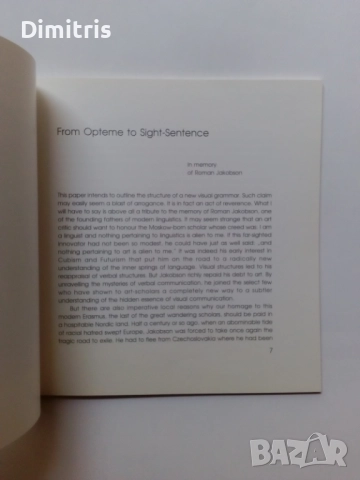 Dimitris
From Opteme to Sight-Sentence
In memory
of Roman Jakobson
This paper intends to outline the structure of a new visual grammar. Such claim
may easily seem a blast of arrogance. It is in fact an act of reverence. What I
will have to say is above all a tribute to the memory of Roman Jakobson, one
of the founding fathers of modern linguistics. It may seem strange that an art
critic should want to honour this Moskow-born scholar whose creed was: I am
a linguist and nothing pertaining to linguistics is alien to me. If this far-sighted
innovator had not been so modest, he could have just as well said: „and
nothing pertaining to art is alien to me." It was indeed his early interest in
Cubism and Futurism that put him on the road to a radically new
understanding of the inner springs of language. Visual structures led to his
reappraisal of verbal structures. But Jakobson richly repaid his debt to art. By
unravelling the mysteries of verbal communication, he joined the select few
who have shown to art-scholars a completely new way to a subtler
understanding of the hidden essence of visual communication.
But there are also imperative local reasons why our homage to this
modern Erasmus, the last of the great wandering scholars, should be paid in
a hospitable Nordic land. Half a century or so ago, when an abominable tide
of racial hatred swept Europe, Jakobson was forced to take once again the
tragic road to exile. He had to flee from Czechoslovakia where he had been
7
BAZAR
bg